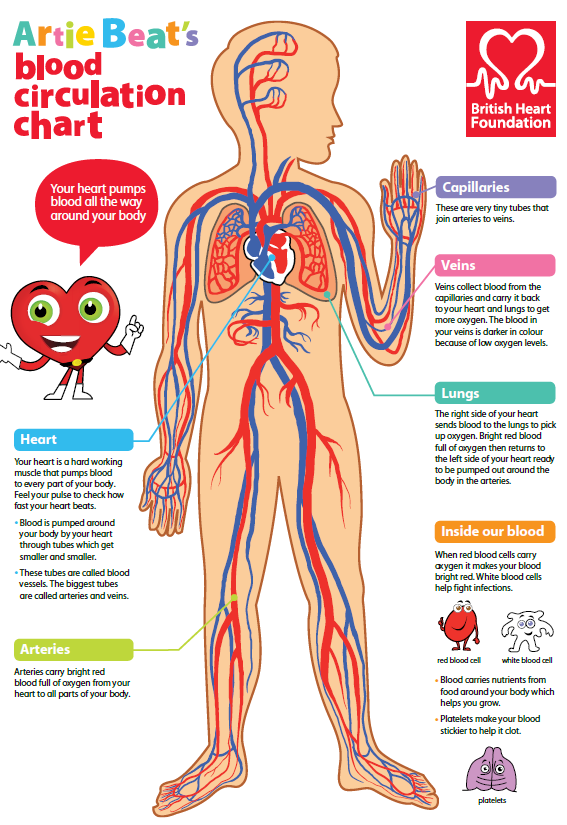 Artie Beat's
blood
circulation
chart
British Heart
Foundation
Your heart pumps
blood all the way
around your body
Capillaries
These are very tiny tubes that
join arteries to veins.
Veins
Veins collect blood from the
capillaries and carry it back
to your heart and lungs to get
more oxygen. The blood in
your veins is darker in colour
because of low oxygen levels.
Lungs
The right side of your heart
sends blood to the lungs to pick
up oxygen. Bright red blood
full of oxygen then returns to
the left side of your heart ready
to be pumped out around the
body in the arteries.
Heart
Your heart is a hard working
muscle that pumps blood
to every part of your body.
Feel your pulse to check how
fast your heart beats.
• Blood is pumped around
your body by your heart
through tubes which get
smaller and smaller.
• These tubes are called blood
vessels. The biggest tubes
are called arteries and veins.
Arteries
Arteries carry bright red
blood full of oxygen from your
heart to all parts of your body.
Inside our blood
When red blood cells carry
oxygen it makes your blood
bright red. White blood cells
help fight infections.
red blood cell
white blood cell
• Blood carries nutrients from
food around your body which
helps you grow.
• Platelets make your blood
stickier to help it clot.
platelets